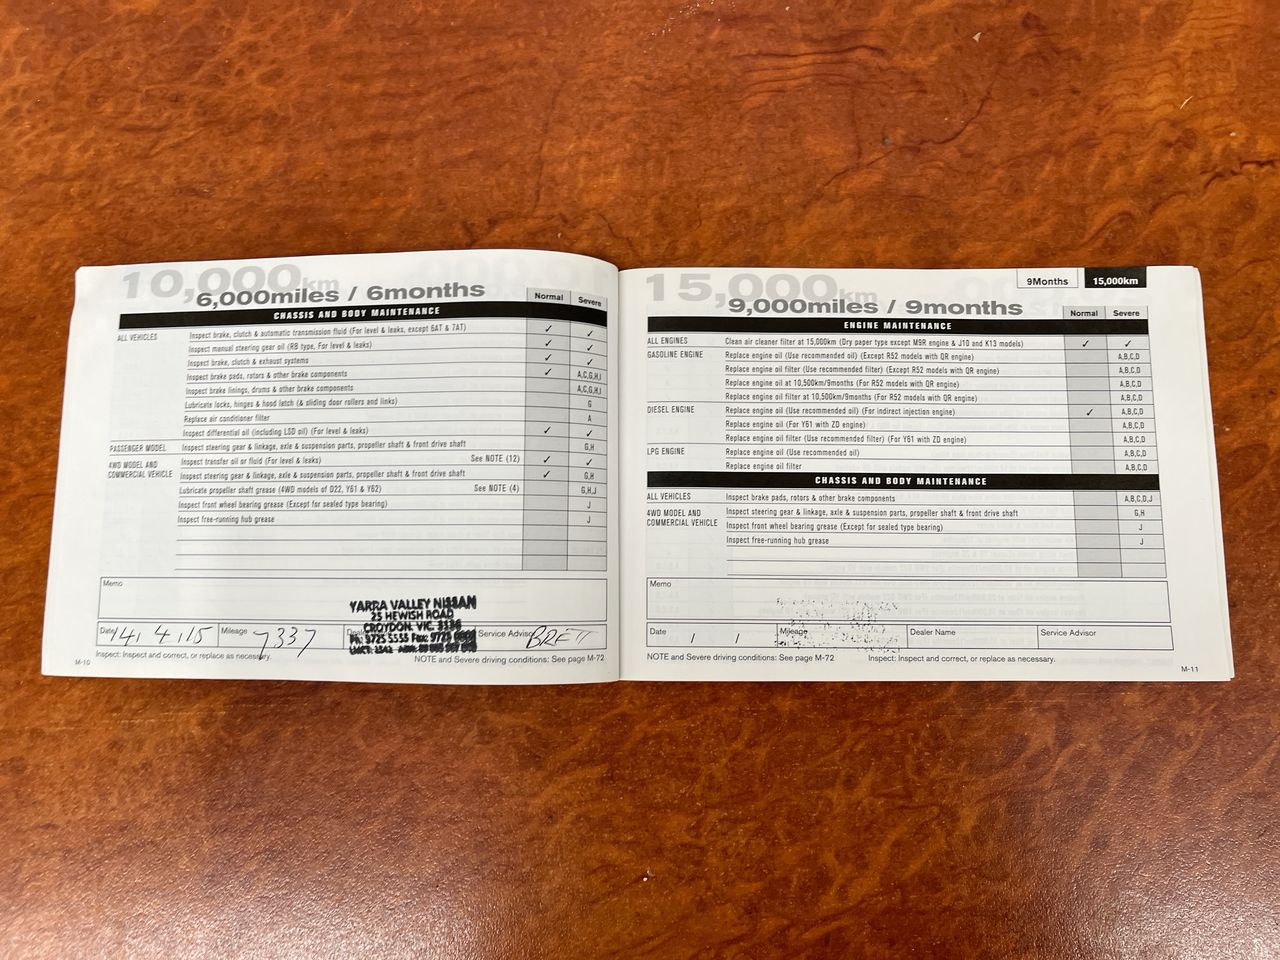 10,000km
6,000miles / 6months
Normal Severe
CHASSIS AND BODY MAINTENANCE
ALL VEHICLES Inspect brake, clutch & automatic transmission fluid (For level & leaks, except 6AT & 7AT) ✓ ✓
Inspect manual steering gear oil (RB type, For level & leaks) ✓ ✓
Inspect brake, clutch & exhaust systems ✓ ✓
Inspect brake pads, rotors & other brake components ✓ A,C,G,H,I
Inspect brake linings, drums & other brake components A,C,G,H,I
Lubricate locks, hinges & hood latch (& sliding door rollers and links) G
Replace air conditioner filter A
Inspect differential oil (including LSD oil) (For level & leaks) ✓ ✓
PASSENGER MODEL Inspect steering gear & linkage, axle & suspension parts, propeller shaft & front drive shaft G,H
4WD MODEL AND Inspect transfer oil or fluid (For level & leaks) See NOTE (12) ✓ ✓
COMMERCIAL VEHICLE Inspect steering gear & linkage, axle & suspension parts, propeller shaft & front drive shaft ✓ G,H
Lubricate propeller shaft grease (4WD models of D22, Y61 & Y62) See NOTE (4) G,H,J
Inspect front wheel bearing grease (Except for sealed type bearing) J
Inspect free-running hub grease J
Memo
YARRA VALLEY NISSAN
25 HEWISH ROAD
CROYDON. VIC. 3136
Ph: 9725 5555 Fax: 9725
Date 14, 4, 15 Mileage 7337 Service Advisor BRETT
Inspect: Inspect and correct, or replace as necessary.
NOTE and Severe driving conditions: See page M-72
M-10
9Months 15,000km
15,000km
9,000miles / 9months
Normal Severe
ENGINE MAINTENANCE
ALL ENGINES Clean air cleaner filter at 15,000km (Dry paper type except M9R engine & J10 and K13 models) ✓ ✓
GASOLINE ENGINE Replace engine oil (Use recommended oil) (Except R52 models with QR engine) A,B,C,D
Replace engine oil filter (Use recommended filter) (Except R52 models with QR engine) A,B,C,D
Replace engine oil at 10,500km/9months (For R52 models with QR engine) A,B,C,D
Replace engine oil filter at 10,500km/9months (For R52 models with QR engine) A,B,C,D
DIESEL ENGINE Replace engine oil (Use recommended oil) (For indirect injection engine) ✓ A,B,C,D
Replace engine oil (For Y61 with ZD engine) A,B,C,D
Replace engine oil filter (Use recommended filter) (For Y61 with ZD engine) A,B,C,D
LPG ENGINE Replace engine oil (Use recommended oil) A,B,C,D
Replace engine oil filter A,B,C,D
CHASSIS AND BODY MAINTENANCE
ALL VEHICLES Inspect brake pads, rotors & other brake components A,B,C,D,J
4WD MODEL AND Inspect steering gear & linkage, axle & suspension parts, propeller shaft & front drive shaft G,H
COMMERCIAL VEHICLE Inspect front wheel bearing grease (Except for sealed type bearing) J
Inspect free-running hub grease J
Memo
Date / / Mileage Dealer Name Service Advisor
NOTE and Severe driving conditions: See page M-72 Inspect: Inspect and correct, or replace as necessary.
M-11